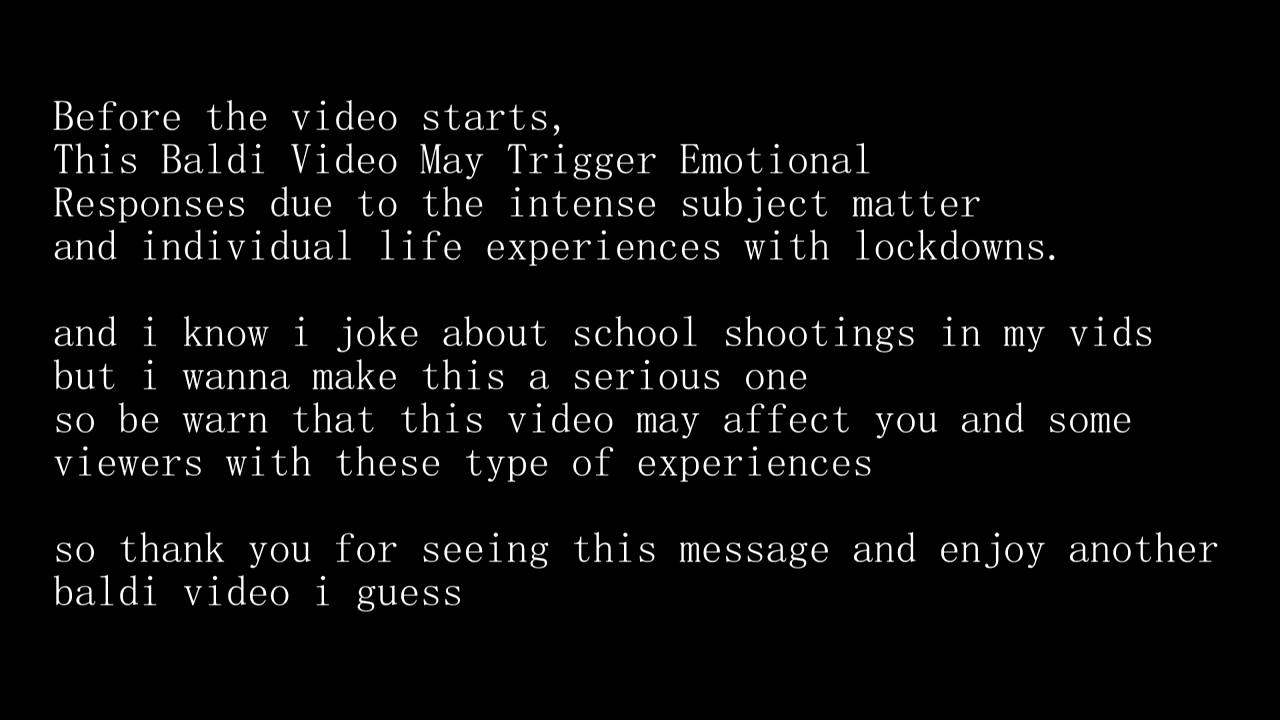 Before the video starts,
This Baldi Video May Trigger Emotional
Responses due to the intense subject matter
and individual life experiences with lockdowns.
and i know i joke about school shootings in my vids
but i wanna make this a serious one
so be warn that this video may affect you and some
viewers with these type of experiences
so thank you for seeing this message and enjoy another
baldi video i guess